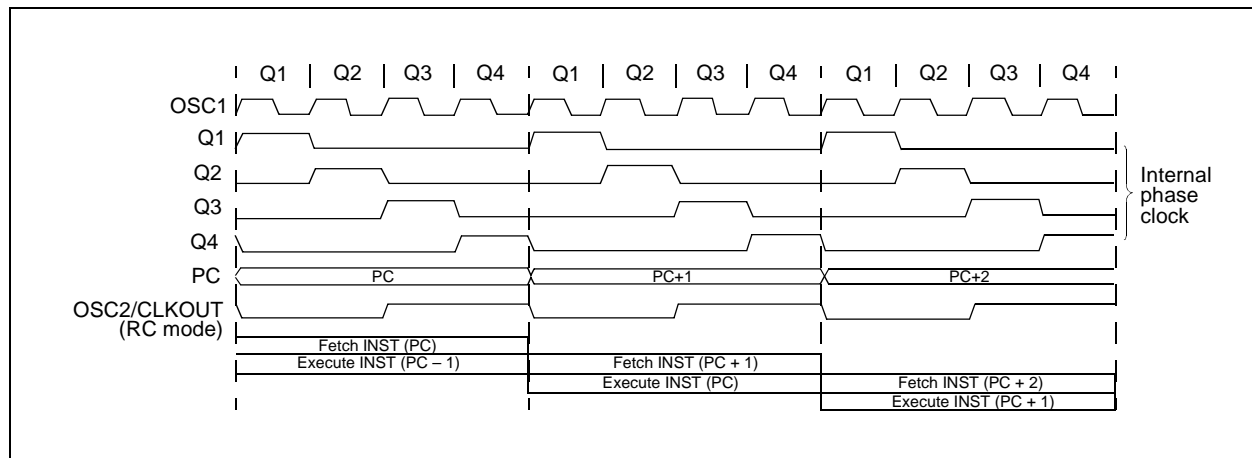 Q1 Q2 Q3 Q4 Q1 Q2 Q3 Q4 Q1 Q2 Q3 Q4
OSC1
Q1
Q2
Q3
Q4
Internal
phase
clock
PC PC PC+1 PC+2
OSC2/CLKOUT
(RC mode)
Fetch INST (PC)
Execute INST (PC – 1) Fetch INST (PC + 1)
Execute INST (PC) Fetch INST (PC + 2)
Execute INST (PC + 1)